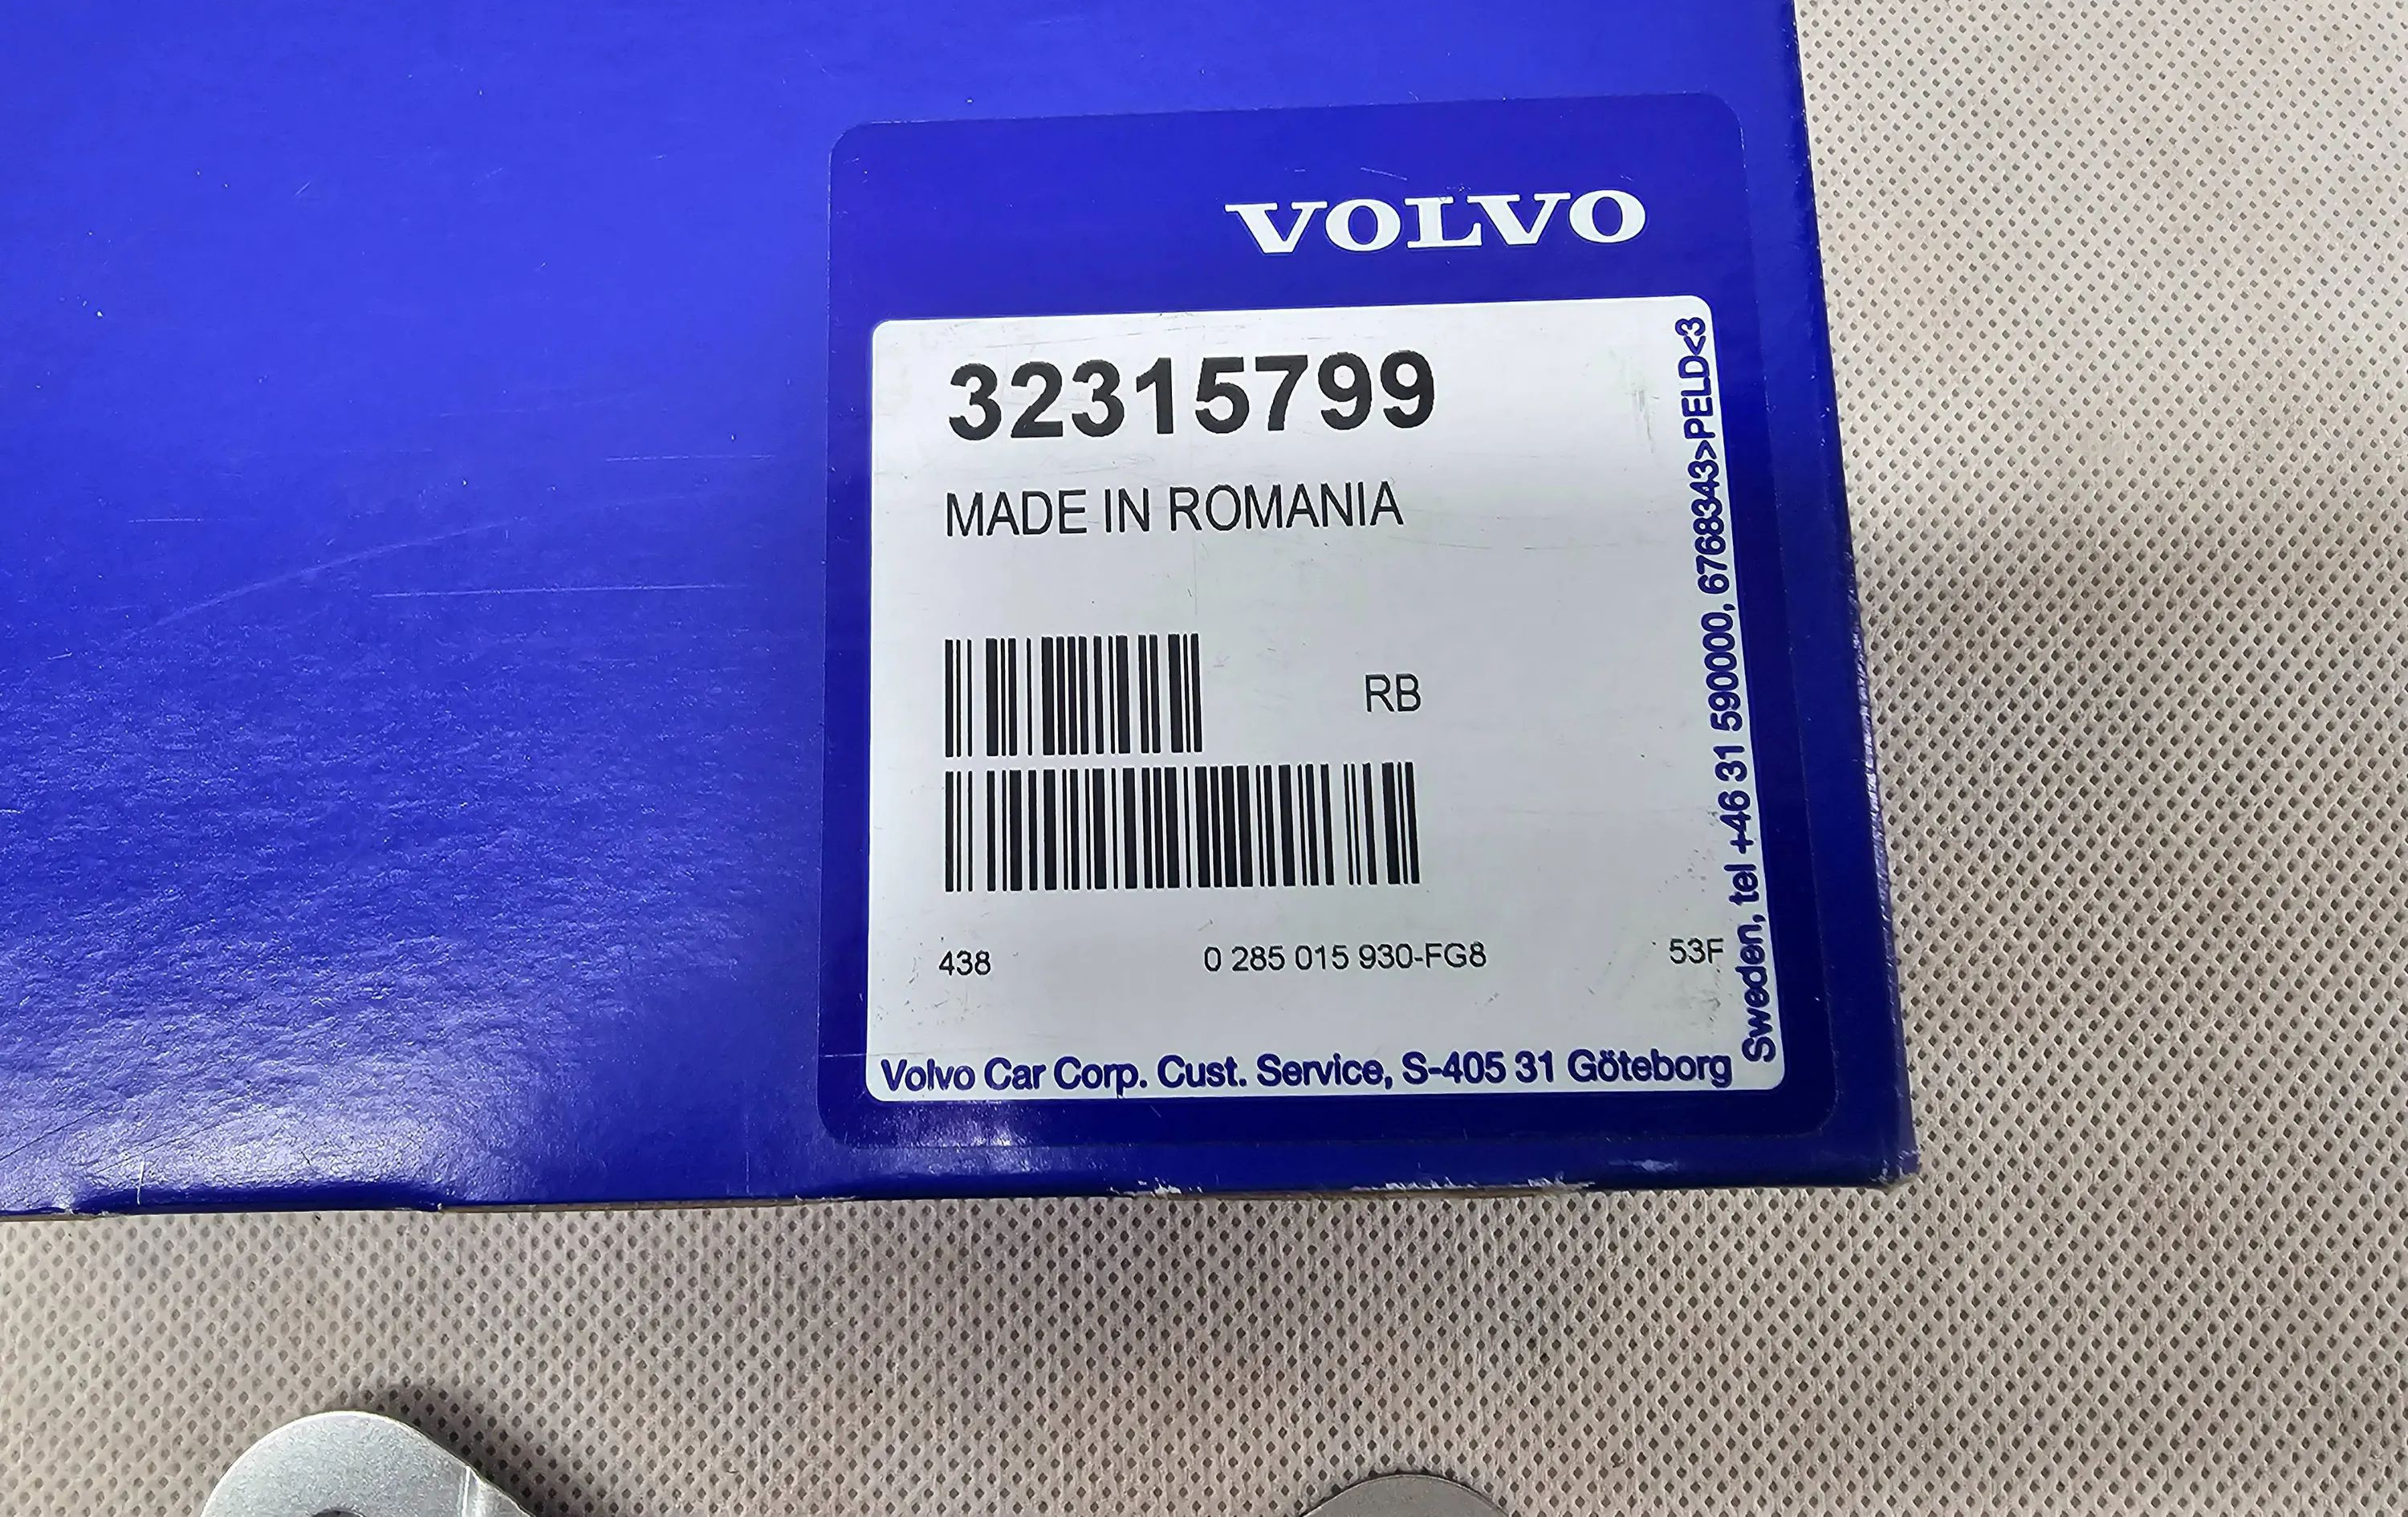 VOLVO
32315799
MADE IN ROMANIA
RB
438 0 285 015 930-FG8 53F
Volvo Car Corp. Cust. Service, S-405 31 Göteborg
Sweden, tel +46 31 590000, 6768343>PELD<3